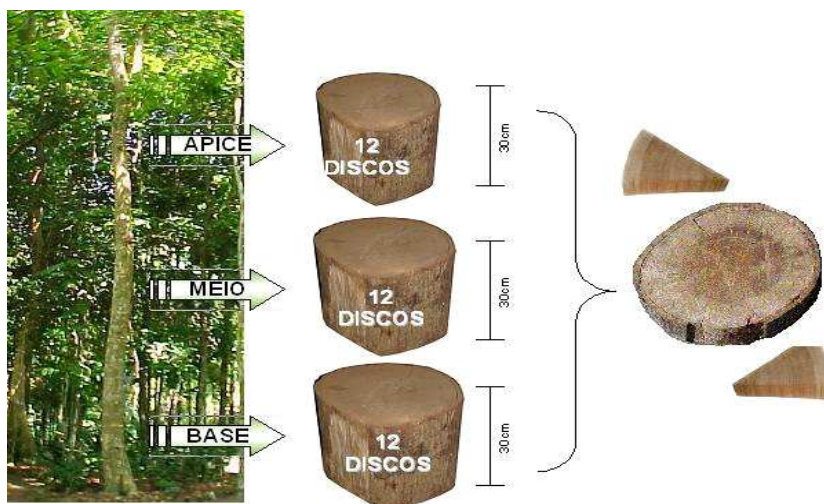 APICE
12
DISCOS
30cm
MEIO
12
DISCOS
30cm
BASE
12
DISCOS
30cm